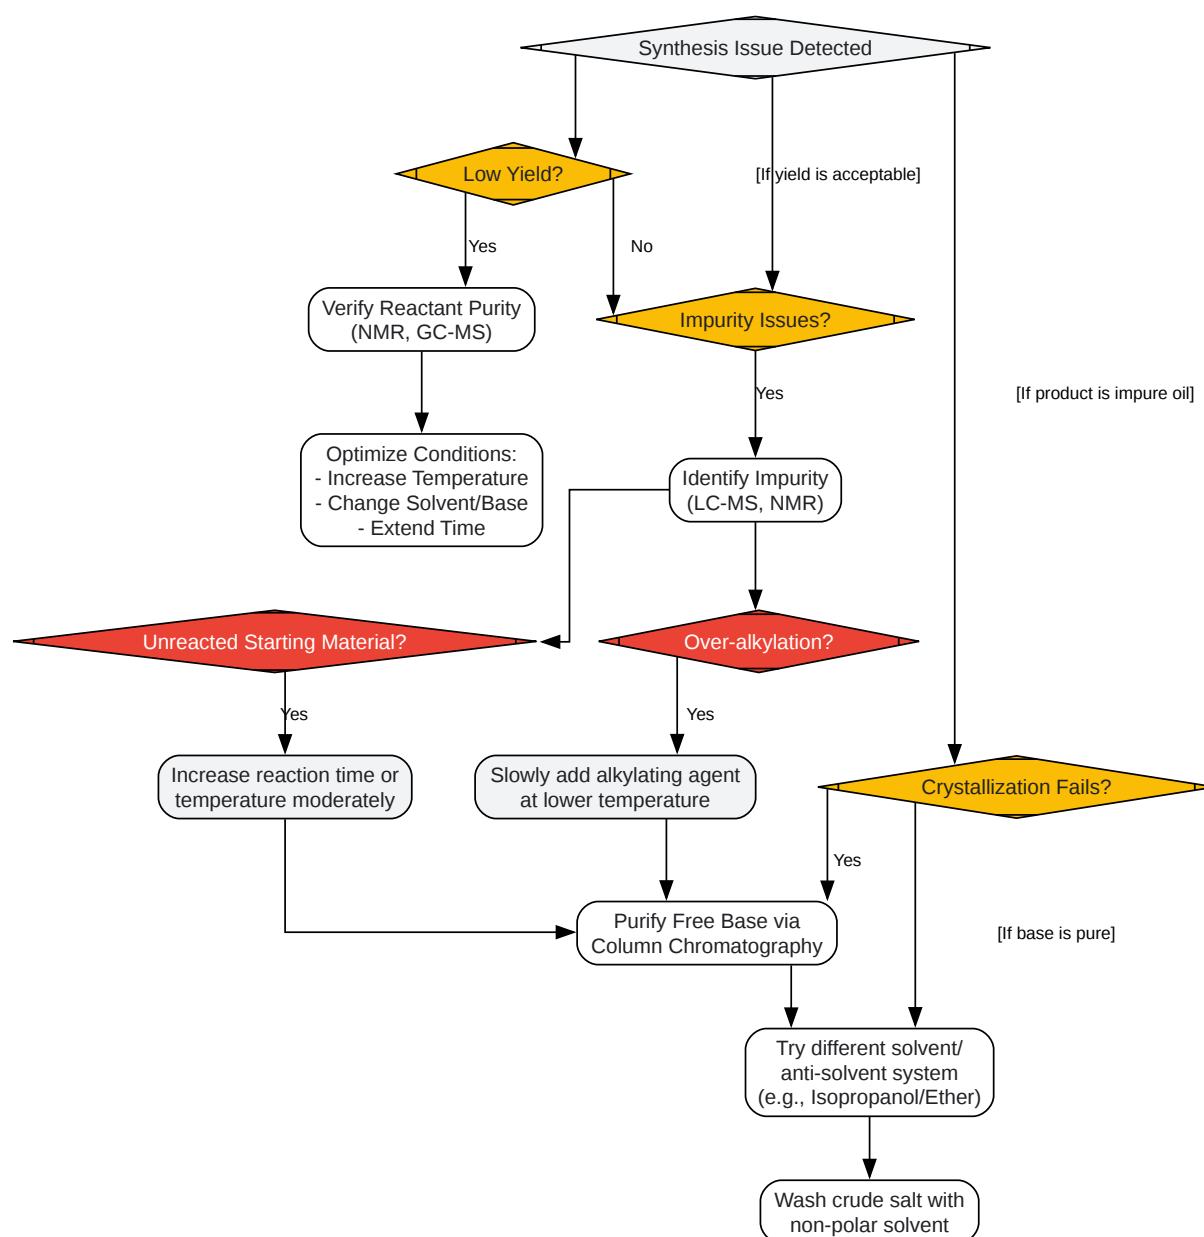 Synthesis Issue Detected
Low Yield?
[If yield is acceptable]
Yes
No
Verify Reactant Purity
(NMR, GC-MS)
Impurity Issues?
[If product is impure oil]
Yes
Optimize Conditions:
- Increase Temperature
- Change Solvent/Base
- Extend Time
Identify Impurity
(LC-MS, NMR)
Unreacted Starting Material?
Over-alkylation?
Yes
Yes
Increase reaction time or
temperature moderately
Slowly add alkylating agent
at lower temperature
Crystallization Fails?
Yes
Purify Free Base via
Column Chromatography
[If base is pure]
Try different solvent/
anti-solvent system
(e.g., Isopropanol/Ether)
Wash crude salt with
non-polar solvent